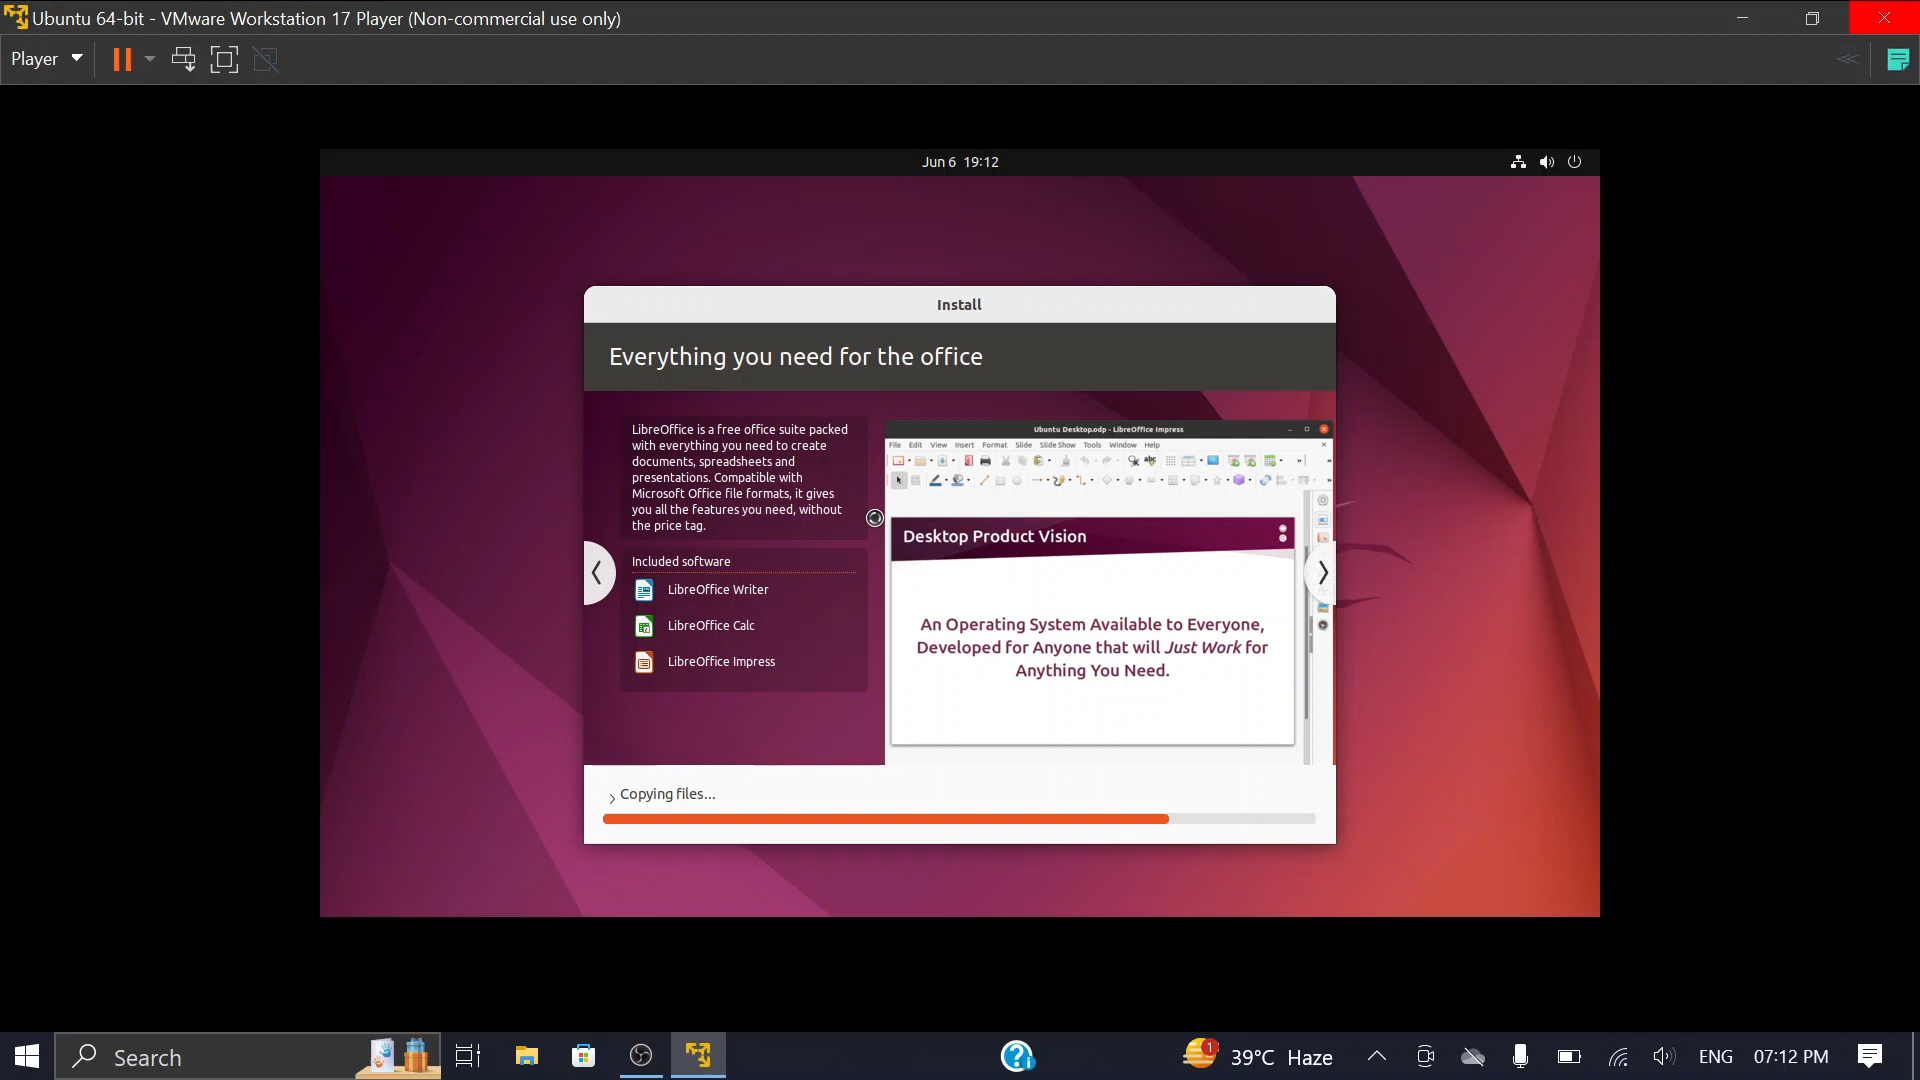 Ubuntu 64-bit - VMware Workstation 17 Player (Non-commercial use only)
Player
Jun 6 19:12
Install
Everything you need for the office
LibreOffice is a free office suite packed
with everything you need to create
documents, spreadsheets and
presentations. Compatible with
Microsoft Office file formats, it gives
you all the features you need, without
the price tag.
Included software
LibreOffice Writer
LibreOffice Calc
LibreOffice Impress
Ubuntu Desktop.odp - LibreOffice Impress
File Edit View Insert Format Slide Slide Show Tools Window Help
Desktop Product Vision
An Operating System Available to Everyone,
Developed for Anyone that will Just Work for
Anything You Need.
Copying files...
Search
1
39°C Haze
ENG
07:12 PM